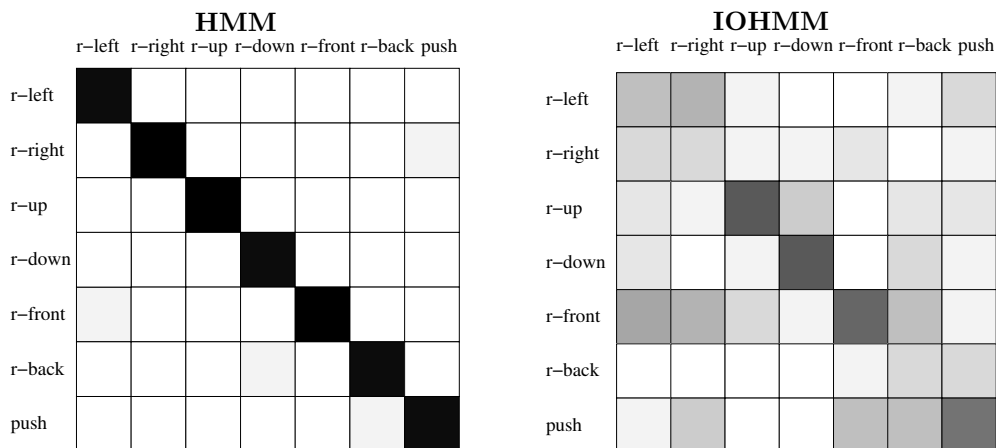 HMM
r-left r-right r-up r-down r-front r-back push
r-left
r-right
r-up
r-down
r-front
r-back
push
IOHMM
r-left r-right r-up r-down r-front r-back push
r-left
r-right
r-up
r-down
r-front
r-back
push